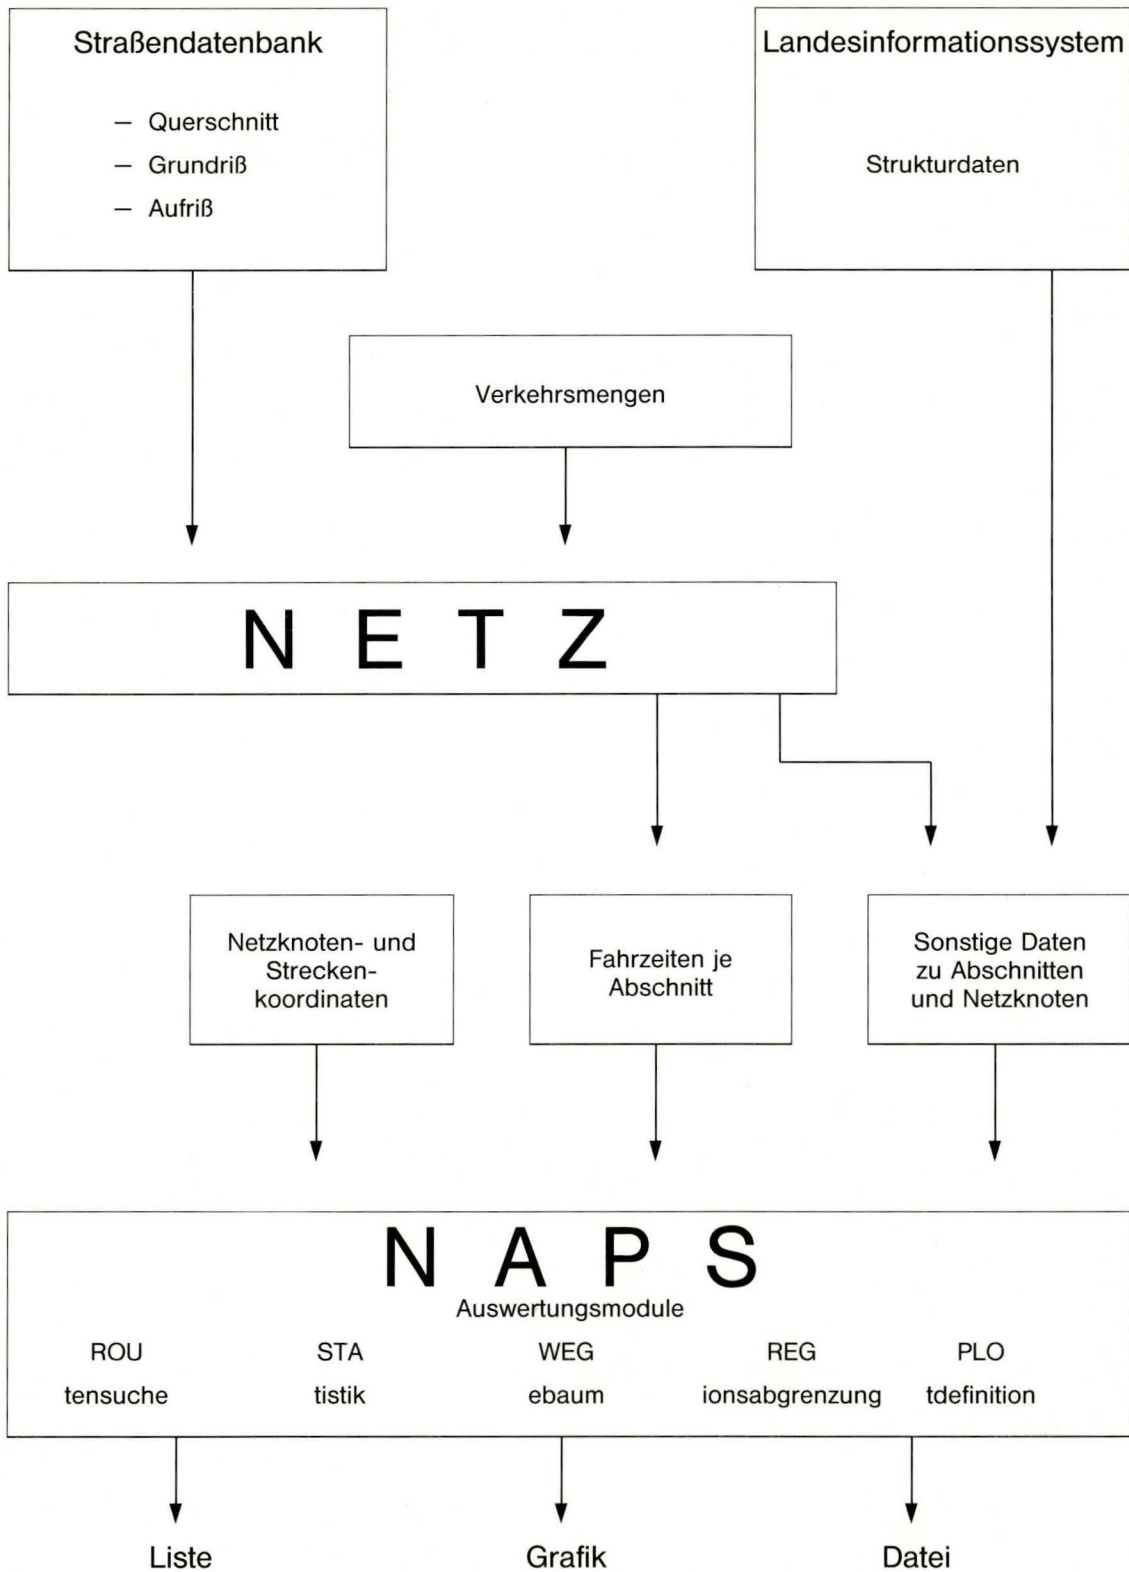 Straßendatenbank
– Querschnitt
– Grundriß
– Aufriß
Landesinformationssystem
Strukturdaten
Verkehrsmengen
N E T Z
Netzknoten- und
Strecken-
koordinaten
Fahrzeiten je
Abschnitt
Sonstige Daten
zu Abschnitten
und Netzknoten
N A P S
Auswertungsmodule
ROU STA WEG REG PLO
tensuche tistik ebaum ionsabgrenzung tdefinition
Liste Grafik Datei